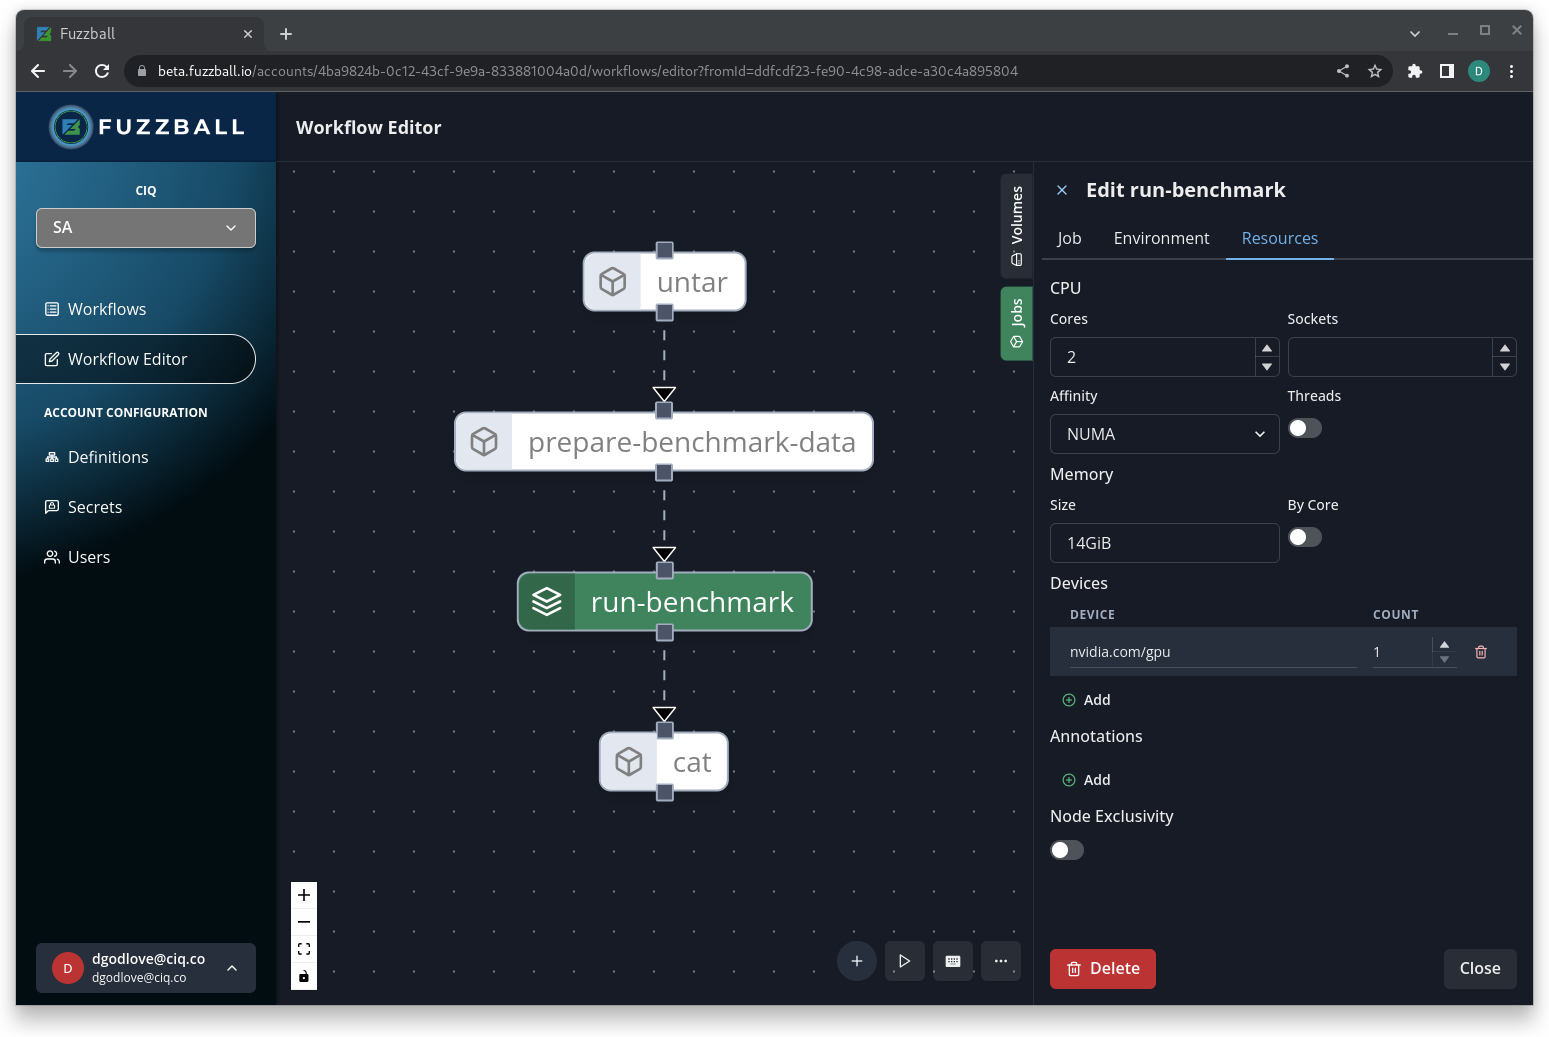 Fuzzball
beta.fuzzball.io/accounts/4ba9824b-0c12-43cf-9e9a-833881004a0d/workflows/editor?fromId=ddfcdf23-fe90-4c98-adce-a30c4a895804
D
FUZZBALL
Workflow Editor
CIQ
SA
Workflows
Workflow Editor
ACCOUNT CONFIGURATION
Definitions
Secrets
Users
D
dgodlove@ciq.co
dgodlove@ciq.co
untar
prepare-benchmark-data
run-benchmark
cat
Volumes
Jobs
Edit run-benchmark
Job Environment Resources
CPU
Cores Sockets
2
Affinity Threads
NUMA
Memory
Size By Core
14GiB
Devices
DEVICE COUNT
nvidia.com/gpu 1
Add
Annotations
Add
Node Exclusivity
Delete Close